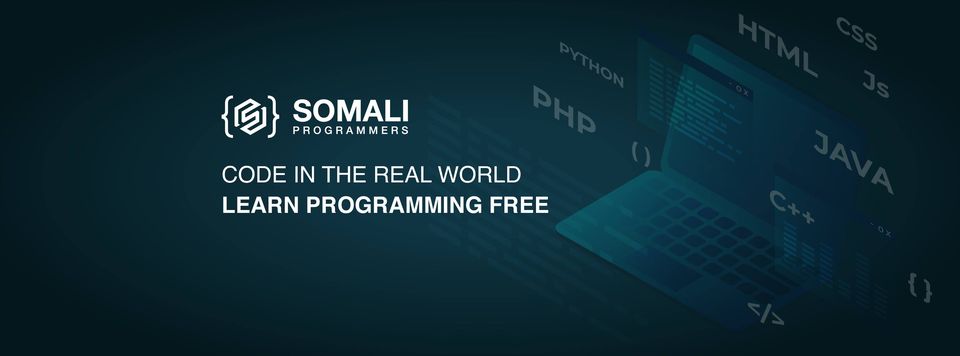 SOMALI
PROGRAMMERS
CODE IN THE REAL WORLD
LEARN PROGRAMMING FREE
HTML
CSS
PYTHON
Js
PHP
( )
JAVA
C++
{ }
</>